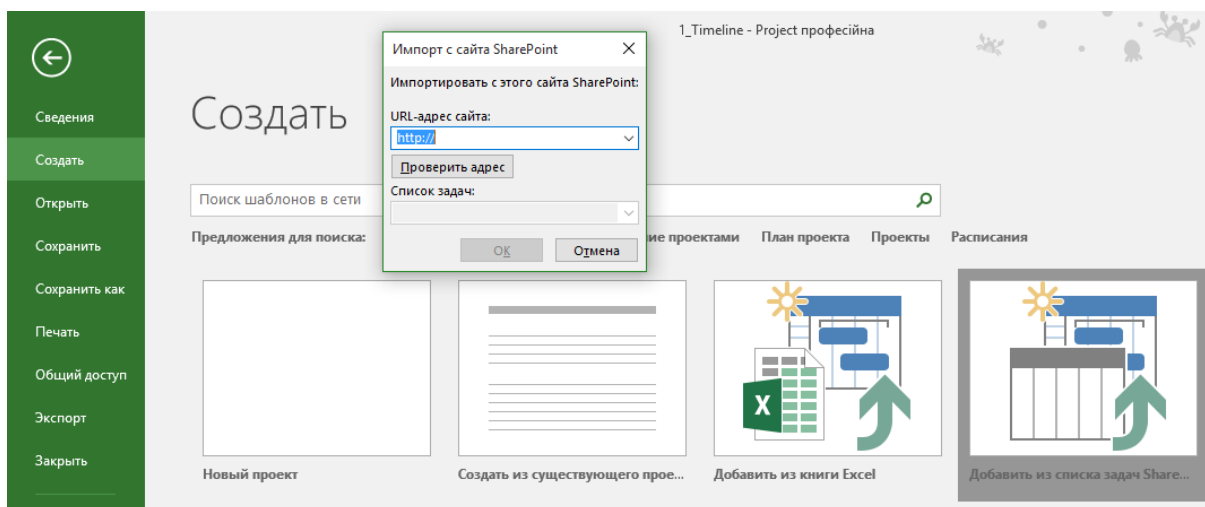 1_Timeline - Project професійна
Импорт с сайта SharePoint
Импортировать с этого сайта SharePoint:
URL-адрес сайта:
http://
Проверить адрес
Список задач:
ОК
Отмена
Сведения
Создать
Открыть
Сохранить
Сохранить как
Печать
Общий доступ
Экспорт
Закрыть
Создать
Поиск шаблонов в сети
Предложения для поиска: ие проектами План проекта Проекты Расписания
Новый проект
Создать из существующего прое...
Добавить из книги Excel
Добавить из списка задач Share...
X